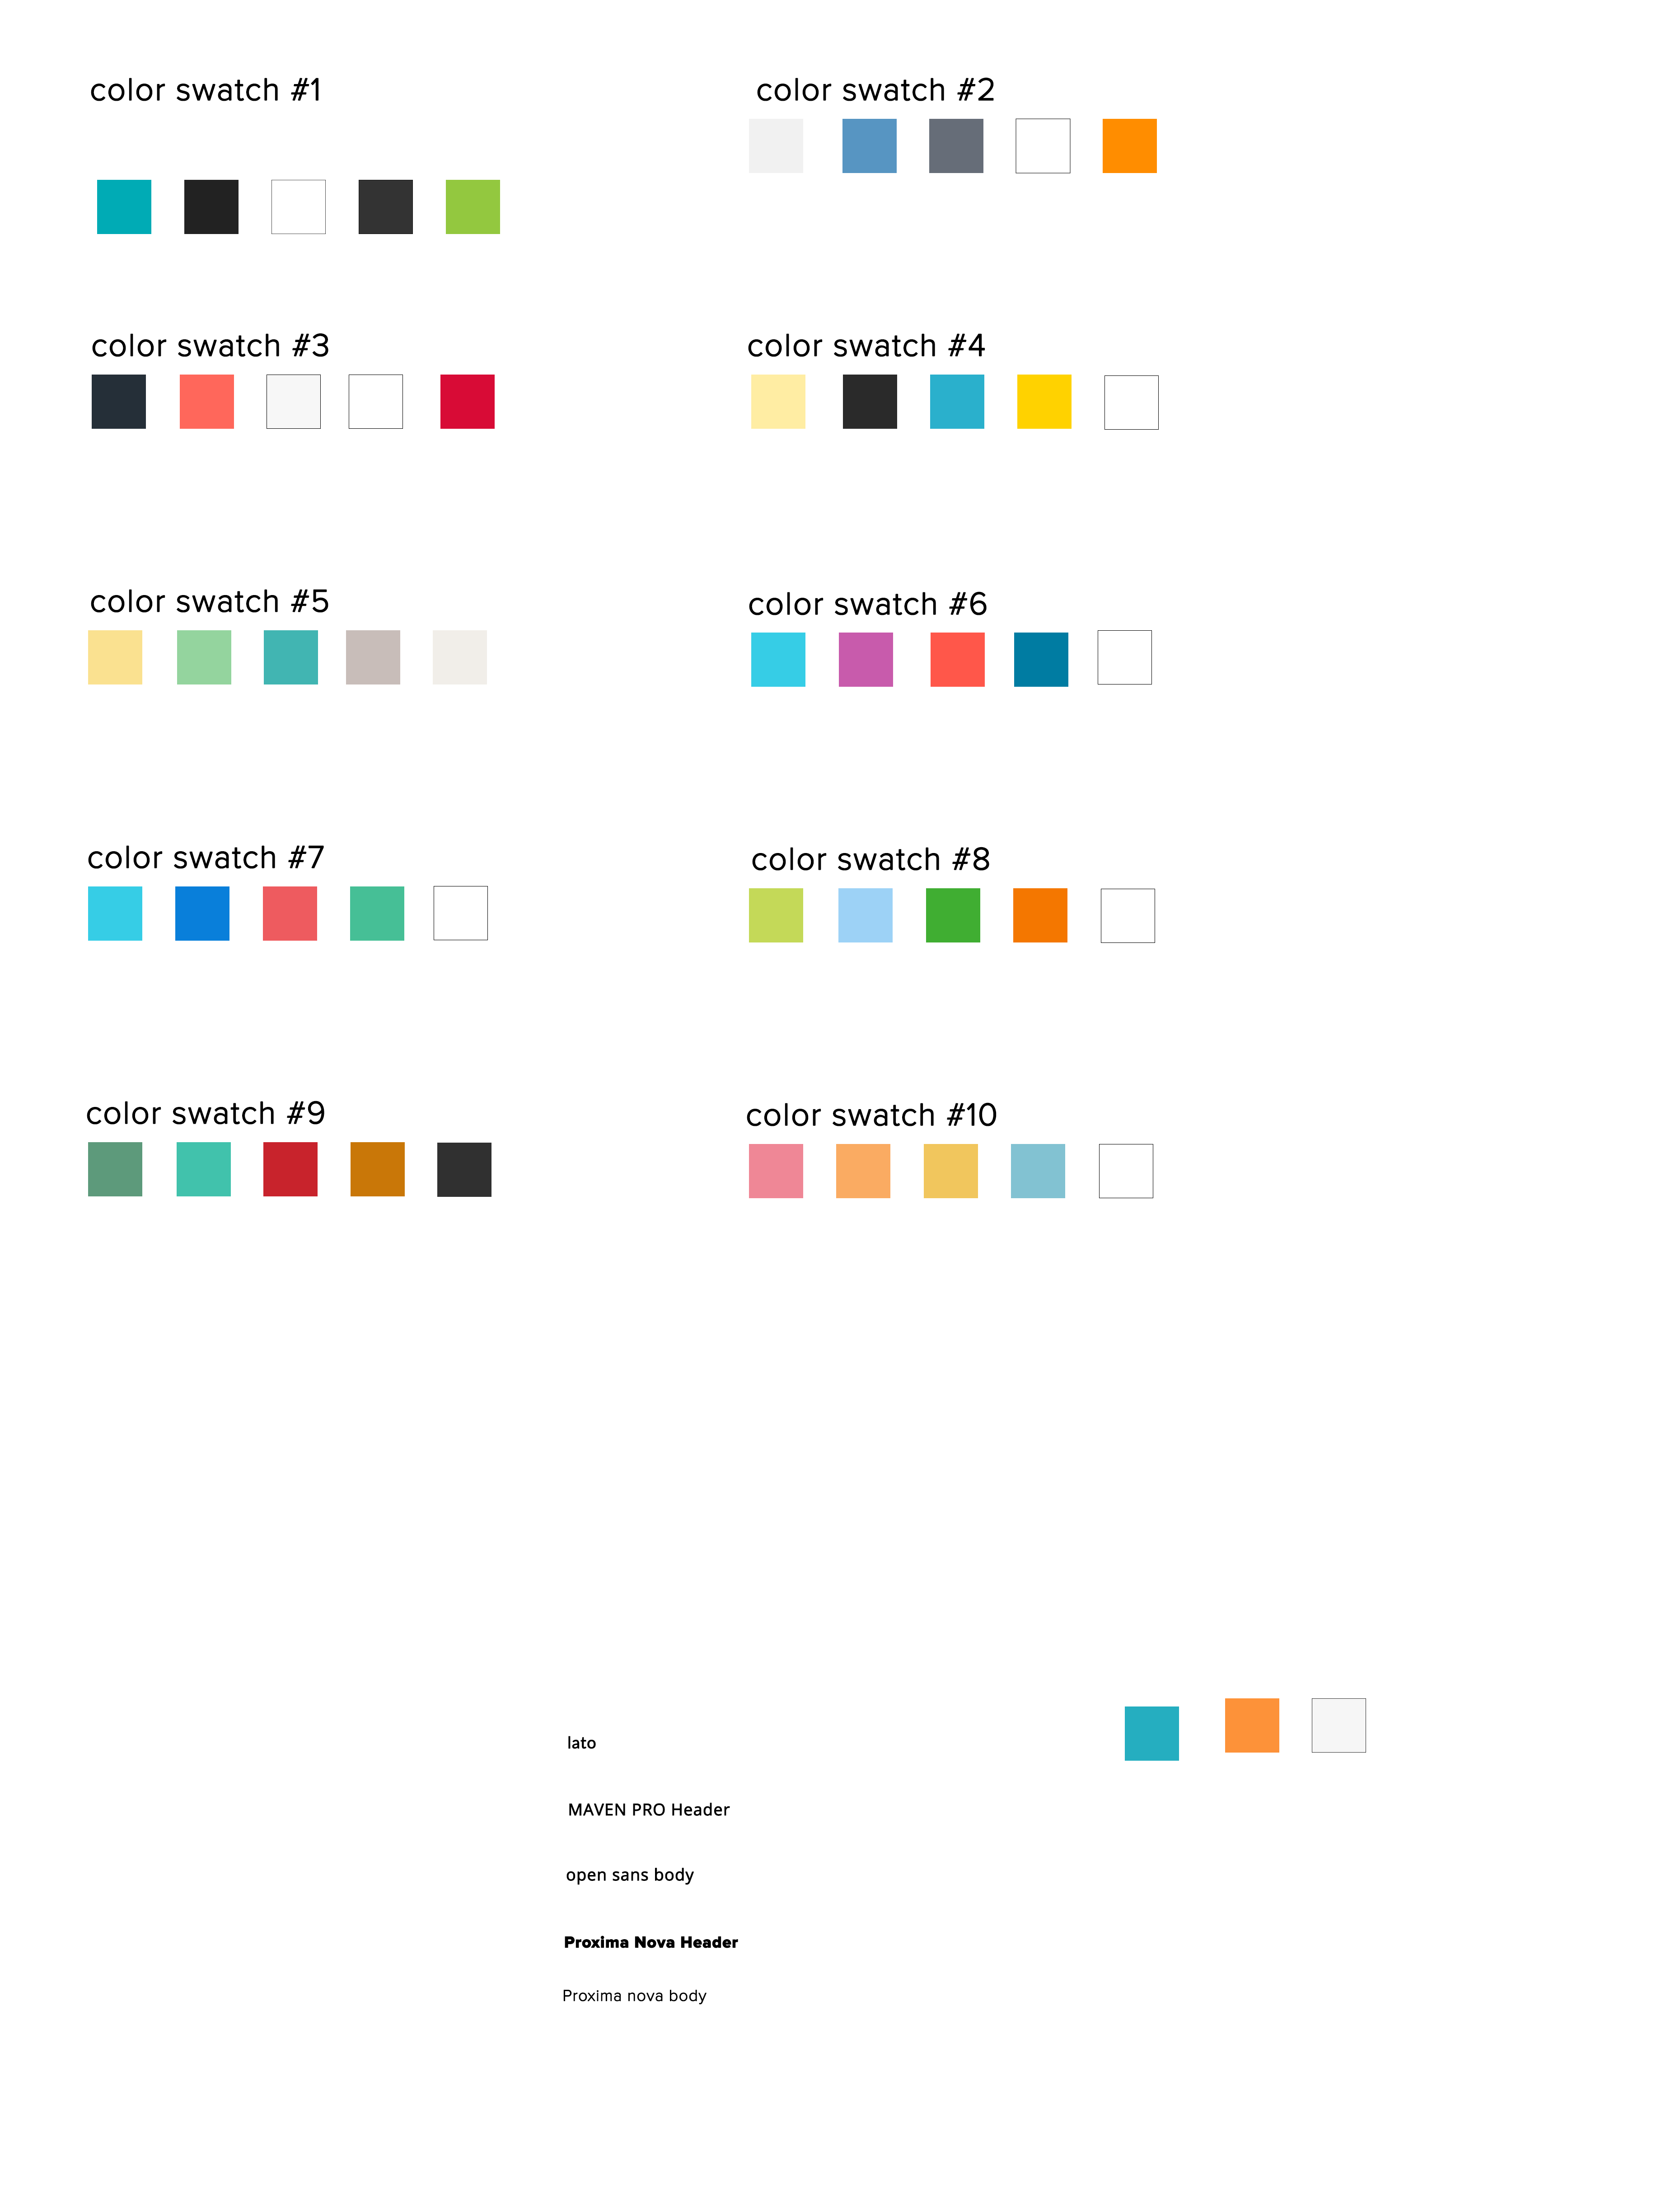 color swatch #1
color swatch #2
color swatch #3
color swatch #4
color swatch #5
color swatch #6
color swatch #7
color swatch #8
color swatch #9
color swatch #10
lato
MAVEN PRO Header
open sans body
Proxima Nova Header
Proxima nova body